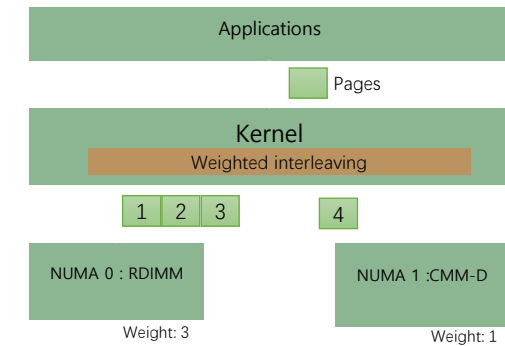 Applications
Pages
Kernel
Weighted interleaving
1 2 3 4
NUMA 0 : RDIMM
NUMA 1 :CMM-D
Weight: 3
Weight: 1